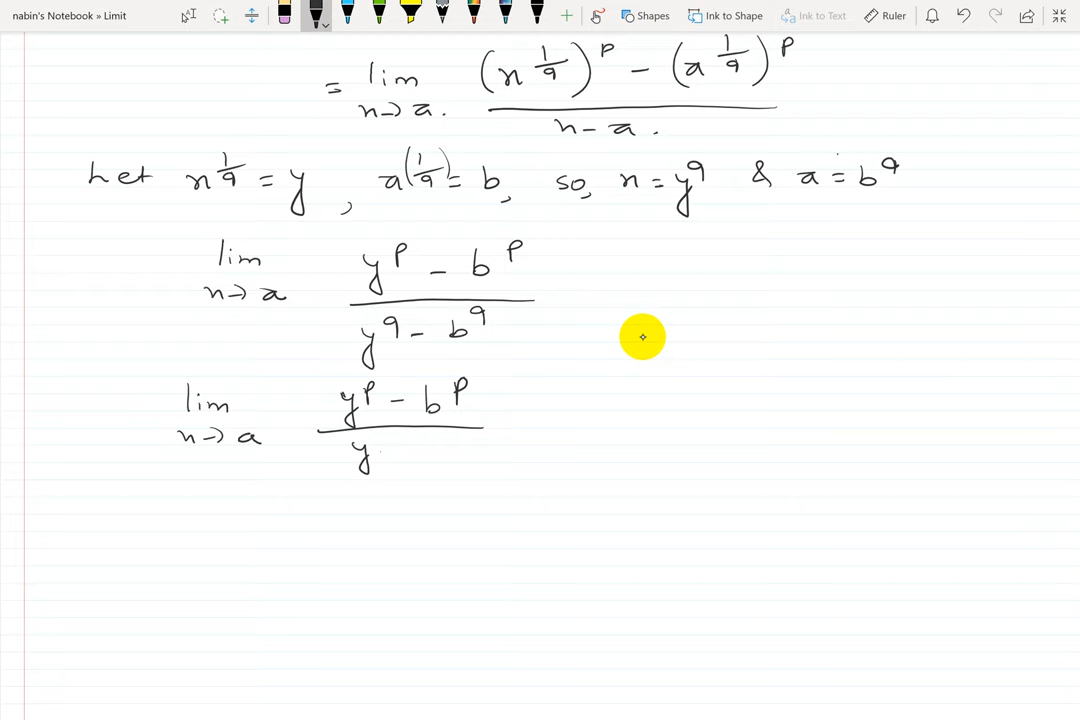 nabin's Notebook » Limit
Shapes Ink to Shape Ink to Text Ruler
= lim n→a. ((n^(1/q))^p - (a^(1/q))^p) / (n - a).
Let n^(1/q) = y, a^(1/q) = b, so, n = y^q & a = b^q
lim n→a (y^p - b^p) / (y^q - b^q)
lim n→a (y^p - b^p) / y